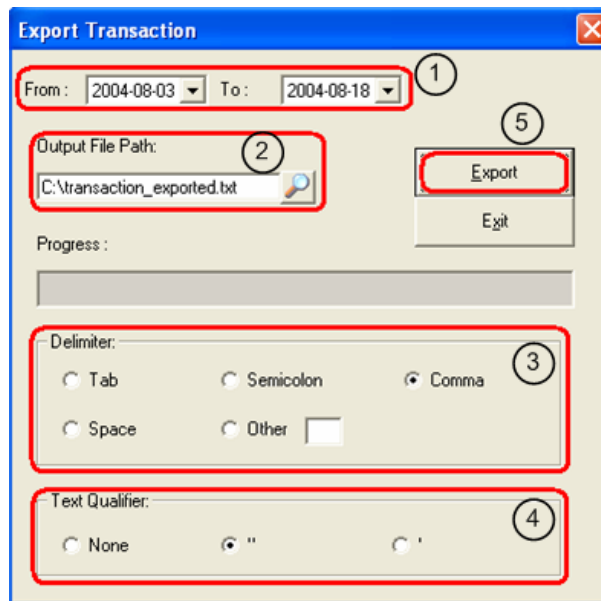 Export Transaction
1
From : 2004-08-03 To : 2004-08-18
5
Output File Path: 2
C:\transaction_exported.txt
Export
Exit
Progress :
Delimiter:
3
Tab Semicolon Comma
Space Other
Text Qualifier:
4
None " '